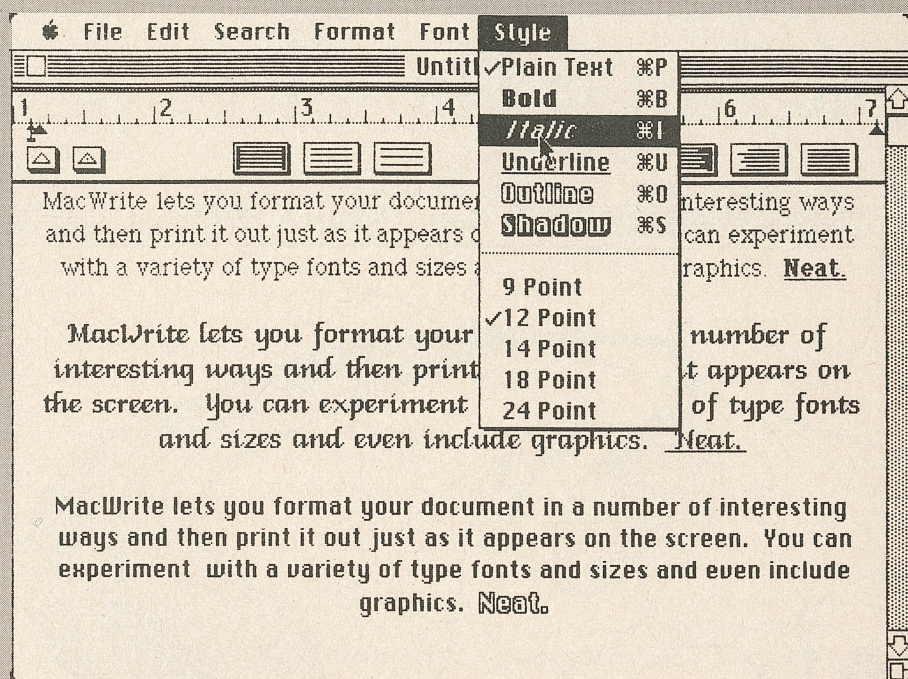 File Edit Search Format Font Style
Untitl
1 2 3 4 6 7
✓Plain Text ⌘P
Bold ⌘B
Italic ⌘I
Underline ⌘U
Outline ⌘O
Shadow ⌘S
9 Point
✓12 Point
14 Point
18 Point
24 Point
MacWrite lets you format your documen nteresting ways
and then print it out just as it appears o can experiment
with a variety of type fonts and sizes a raphics. Neat.
MacWrite lets you format your number of
interesting ways and then print t appears on
the screen. You can experiment of type fonts
and sizes and even include graphics. Neat.
MacWrite lets you format your document in a number of interesting
ways and then print it out just as it appears on the screen. You can
experiment with a variety of type fonts and sizes and even include
graphics. Neat.